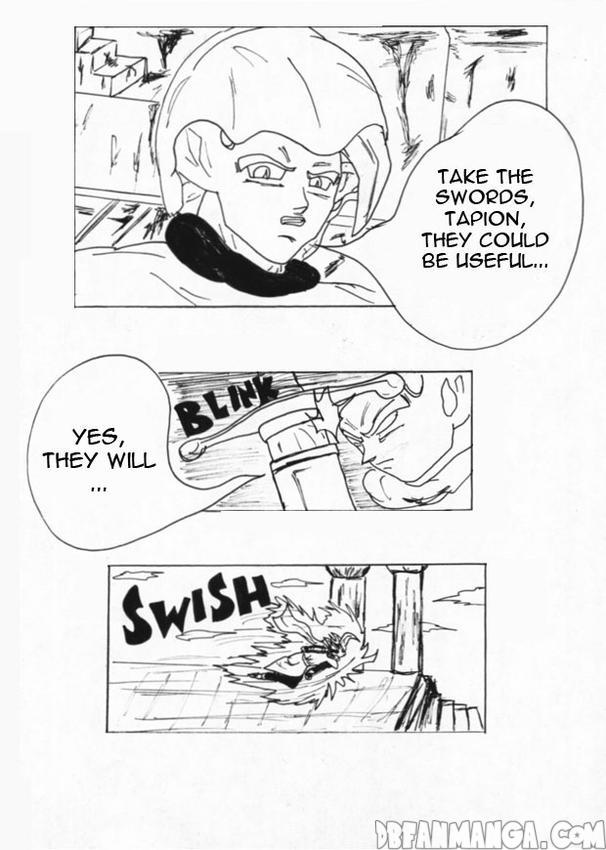 TAKE THE
SWORDS,
TAPION,
THEY COULD
BE USEFUL...
BLINK
YES,
THEY WILL
...
SWISH
DBFANMANGA.COM